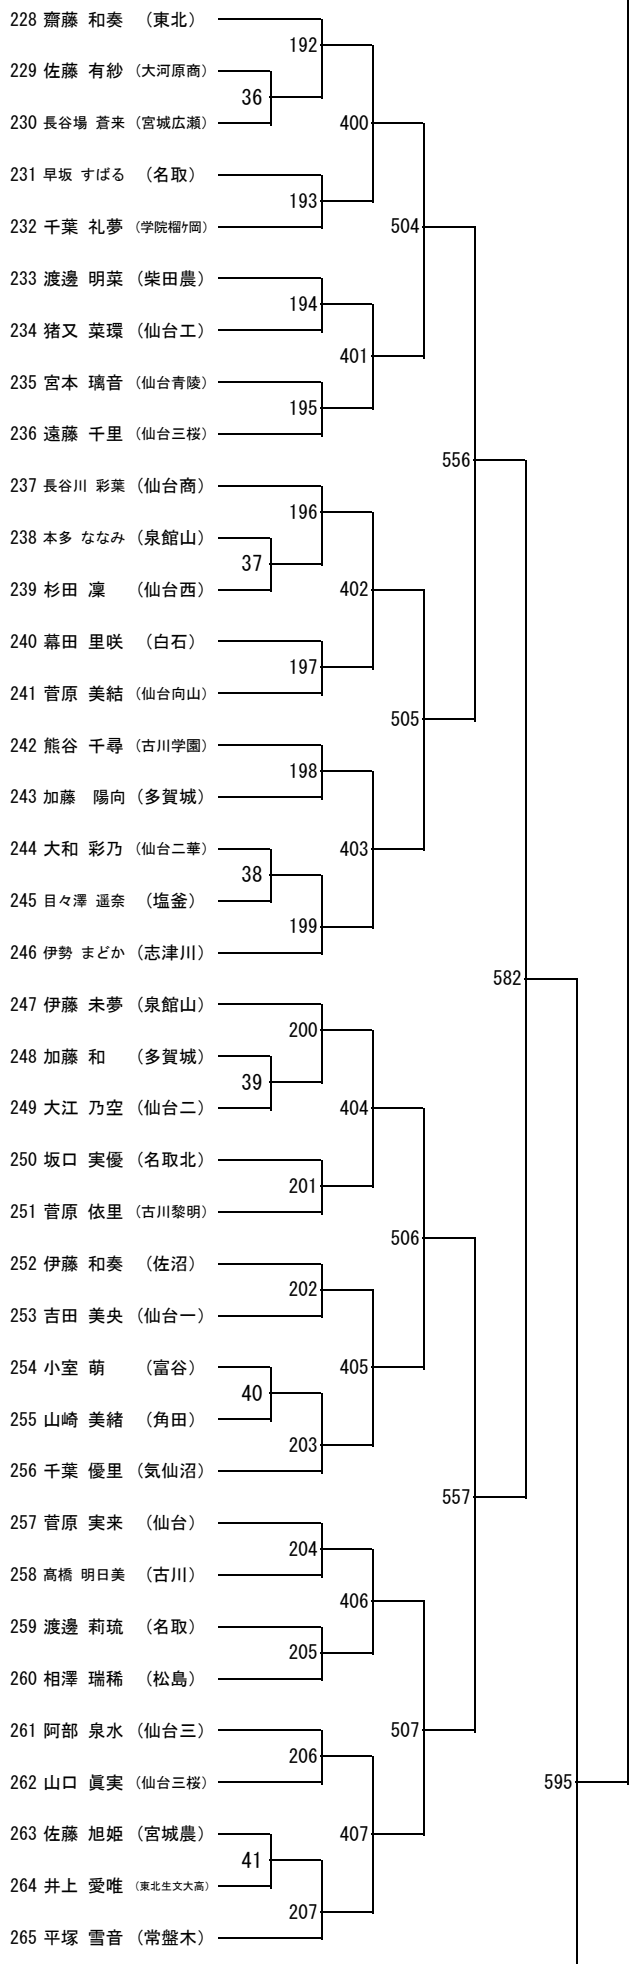 228 齋藤 和奏 （東北）
192
229 佐藤 有紗 （大河原商）
36
230 長谷場 蒼来 （宮城広瀬）
400
231 早坂 すばる （名取）
193
232 千葉 礼夢 （学院榴ケ岡）
504
233 渡邊 明菜 （柴田農）
194
234 猪又 菜環 （仙台工）
401
235 宮本 璃音 （仙台青陵）
195
236 遠藤 千里 （仙台三桜）
556
237 長谷川 彩葉 （仙台商）
196
238 本多 ななみ （泉館山）
37
239 杉田 凜 （仙台西）
402
240 幕田 里咲 （白石）
197
241 菅原 美結 （仙台向山）
505
242 熊谷 千尋 （古川学園）
198
243 加藤 陽向 （多賀城）
244 大和 彩乃 （仙台二華）
403
38
245 目々澤 遥奈 （塩釜）
199
246 伊勢 まどか （志津川）
582
247 伊藤 未夢 （泉館山）
200
248 加藤 和 （多賀城）
39
249 大江 乃空 （仙台二）
404
250 坂口 実優 （名取北）
201
251 菅原 依里 （古川黎明）
506
252 伊藤 和奏 （佐沼）
202
253 吉田 美央 （仙台一）
254 小室 萌 （富谷）
405
40
255 山崎 美緒 （角田）
203
256 千葉 優里 （気仙沼）
557
257 菅原 実来 （仙台）
204
258 髙橋 明日美 （古川）
406
259 渡邊 莉琉 （名取）
205
260 相澤 瑞稀 （松島）
261 阿部 泉水 （仙台三）
507
206
262 山口 眞実 （仙台三桜）
595
263 佐藤 旭姫 （宮城農）
407
41
264 井上 愛唯 （東北生文大高）
207
265 平塚 雪音 （常盤木）